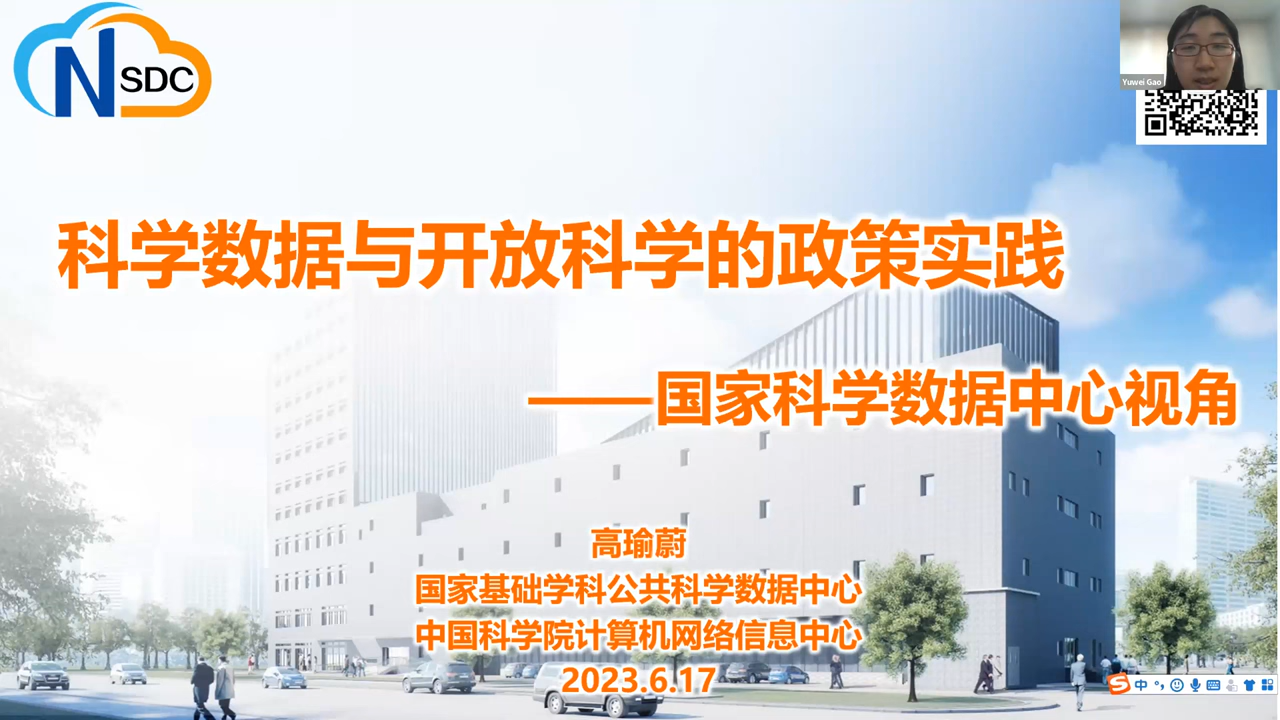 NSDC
Yuwei Gao
科学数据与开放科学的政策实践
——国家科学数据中心视角
高瑜蔚
国家基础学科公共科学数据中心
中国科学院计算机网络信息中心
2023.6.17
中